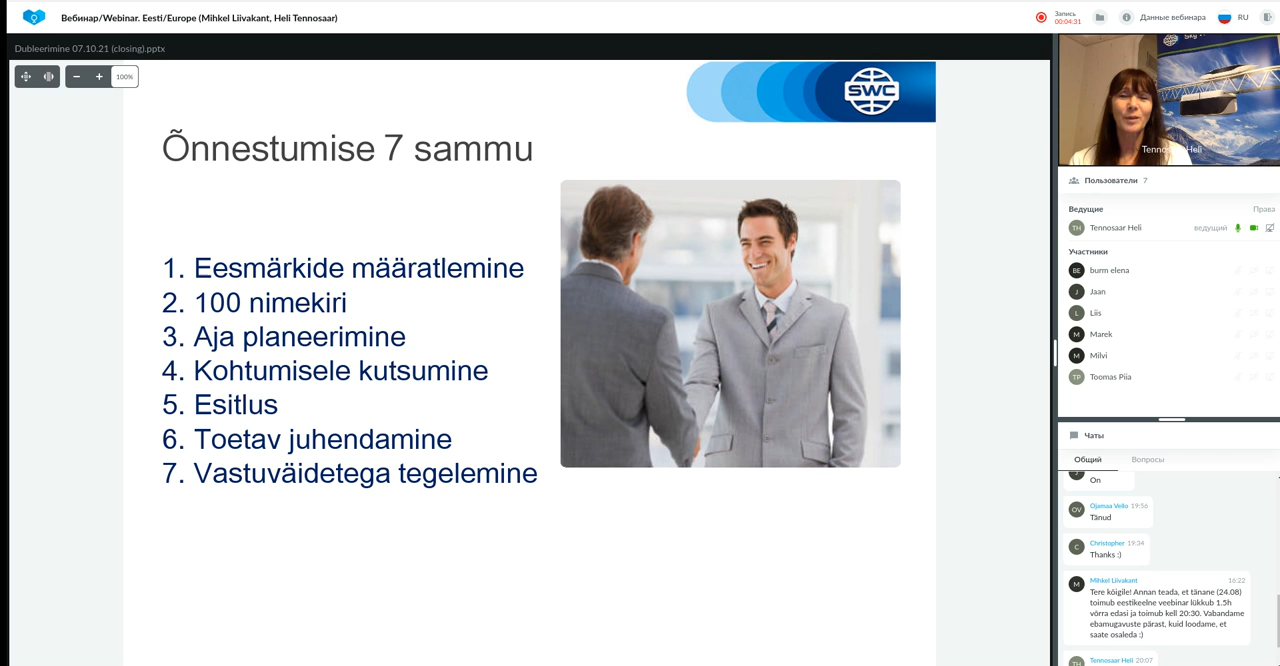 Вебинар/Webinar. Eesti/Europe (Mihkel Liivakant, Heli Tennosaar)
Запись
00:04:31
Данные вебинара
RU
Dubleerimine 07.10.21 (closing).pptx
100%
SWC
Õnnestumise 7 sammu
1. Eesmärkide määratlemine
2. 100 nimekiri
3. Aja planeerimine
4. Kohtumisele kutsumine
5. Esitlus
6. Toetav juhendamine
7. Vastuväidetega tegelemine
Tennosaar Heli
Пользователи 7
Ведущие
Права
TH Tennosaar Heli ведущий
Участники
BE burm elena
J Jaan
L Liis
M Marek
M Milvi
TP Toomas Piia
Чаты
Общий
Вопросы
On
OV Ojamaa Vello 19:56
Tänud
C Christopher 19:34
Thanks :)
M Mihkel Liivakant 16:22
Tere kõigile! Annan teada, et tänane (24.08)
toimub eestikeelne veebinar lükkub 1.5h
võrra edasi ja toimub kell 20:30. Vabandame
ebamugavuste pärast, kuid loodame, et
saate osaleda :)
TH Tennosaar Heli 20:07